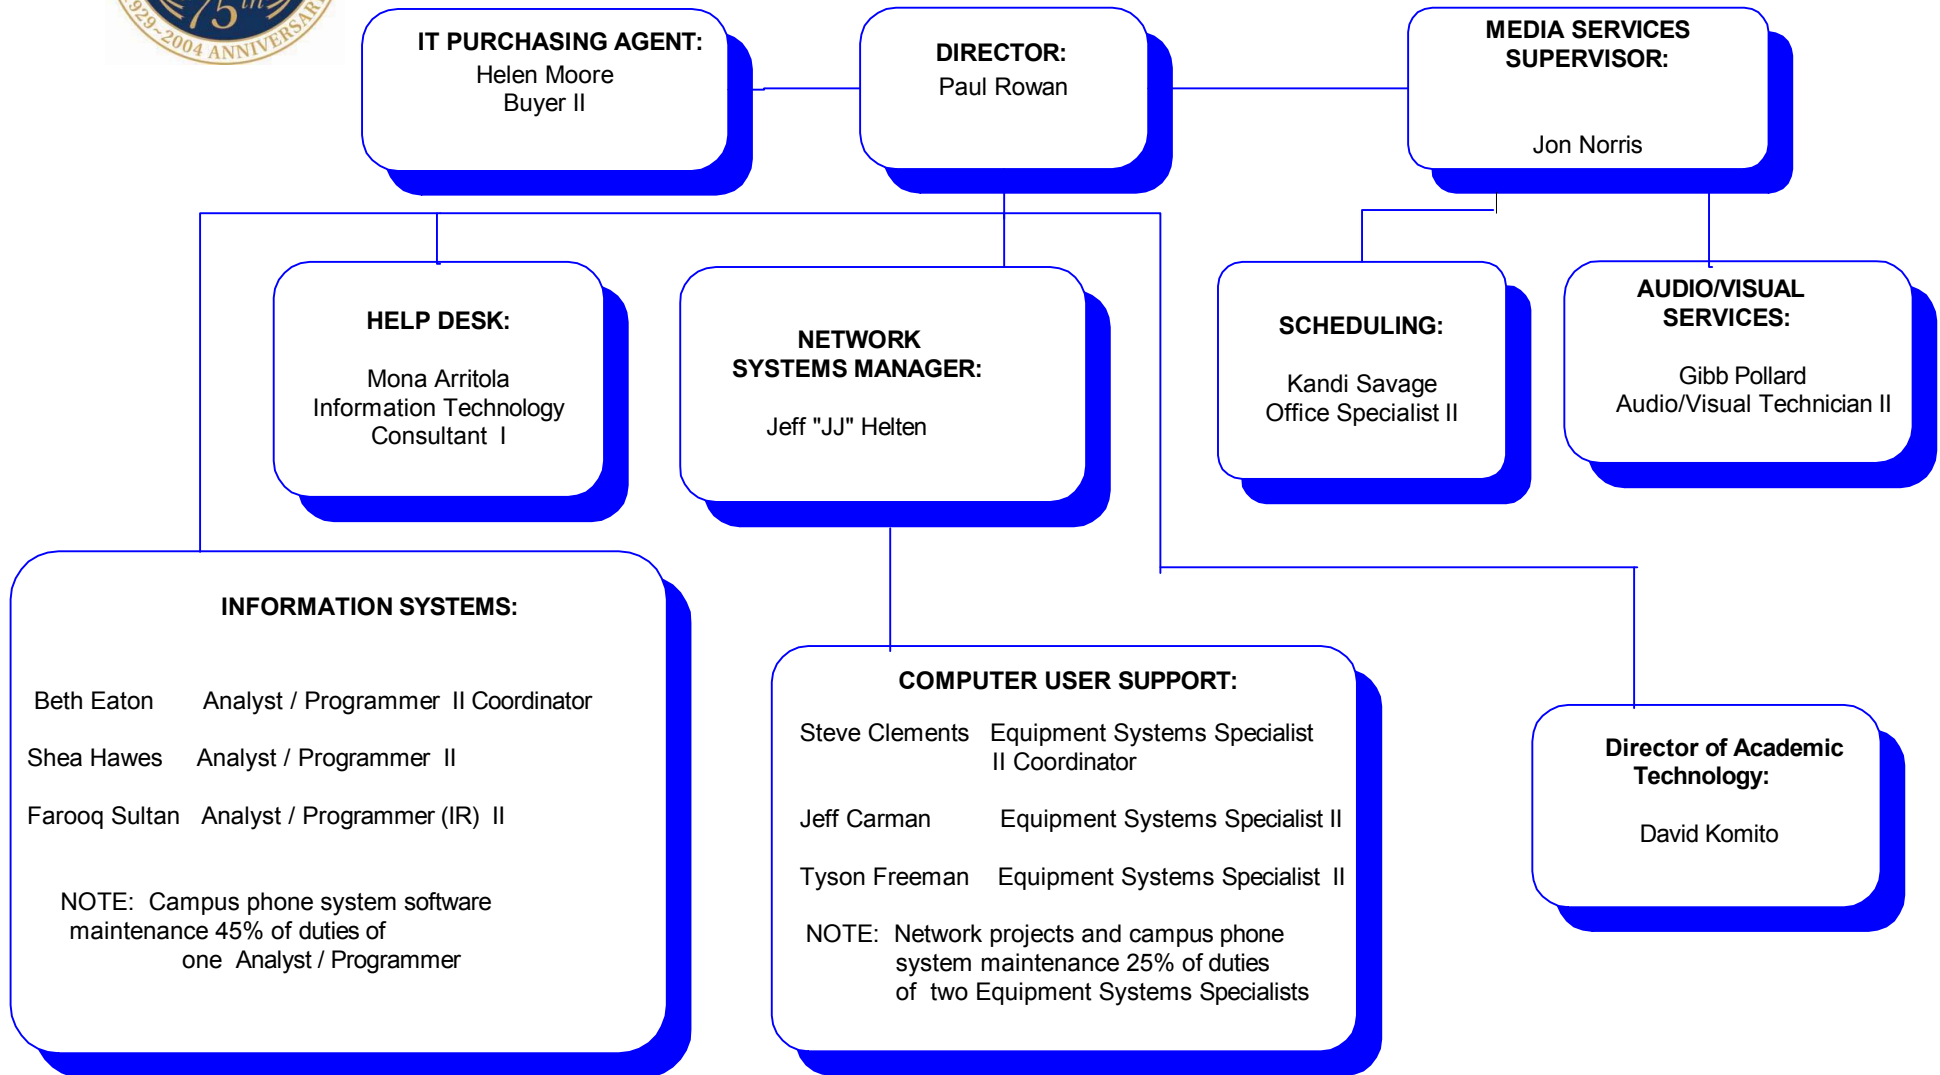 75th
1929~2004 ANNIVERSARY
IT PURCHASING AGENT:
Helen Moore
Buyer II
DIRECTOR:
Paul Rowan
MEDIA SERVICES
SUPERVISOR:
Jon Norris
HELP DESK:
Mona Arritola
Information Technology
Consultant I
NETWORK
SYSTEMS MANAGER:
Jeff "JJ" Helten
SCHEDULING:
Kandi Savage
Office Specialist II
AUDIO/VISUAL
SERVICES:
Gibb Pollard
Audio/Visual Technician II
INFORMATION SYSTEMS:
Beth Eaton Analyst / Programmer II Coordinator
Shea Hawes Analyst / Programmer II
Farooq Sultan Analyst / Programmer (IR) II
NOTE: Campus phone system software
maintenance 45% of duties of
one Analyst / Programmer
COMPUTER USER SUPPORT:
Steve Clements Equipment Systems Specialist
II Coordinator
Jeff Carman Equipment Systems Specialist II
Tyson Freeman Equipment Systems Specialist II
NOTE: Network projects and campus phone
system maintenance 25% of duties
of two Equipment Systems Specialists
Director of Academic
Technology:
David Komito